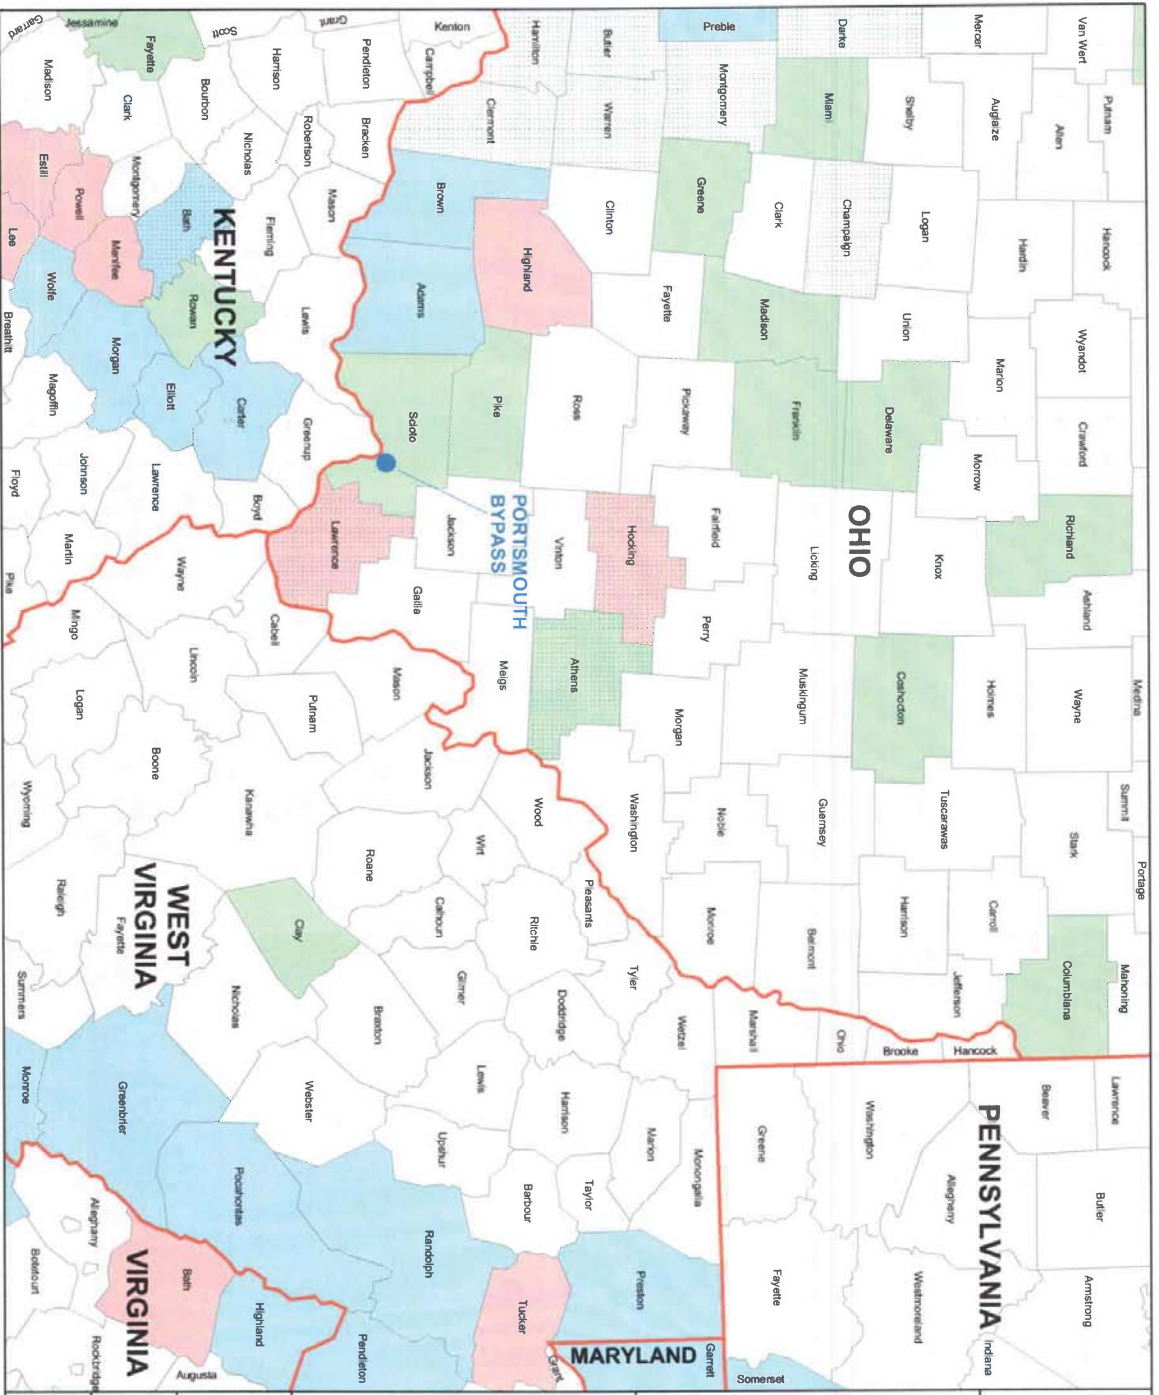 Van Wert
Putnam
Allen
Hancock
Wyandot
Crawford
Richland
Ashland
Medina
Wayne
Summit
Portage
Stark
Mahoning
Columbiana
Lawrence
Beaver
Butler
Armstrong
Mercer
Auglaize
Hardin
Marion
Morrow
Knox
Holmes
Tuscarawas
Carroll
Jefferson
Hancock
PENNSYLVANIA
Allegheny
Indiana
Westmoreland
Darke
Shelby
Logan
Union
Delaware
OHIO
Coshocton
Harrison
Brooke
Ohio
Washington
Miami
Champaign
Clark
Madison
Franklin
Licking
Muskingum
Guernsey
Belmont
Marshall
Greene
Fayette
Somerset
Preble
Montgomery
Greene
Fayette
Pickaway
Fairfield
Perry
Morgan
Noble
Monroe
Wetzel
Monongalia
Marion
Preston
Garrett
MARYLAND
Butler
Warren
Clinton
Ross
Hocking
Athens
Washington
Tyler
Pleasants
Hamilton
Clermont
Highland
Pike
Vinton
PORTSMOUTH
BYPASS
Jackson
Meigs
Wood
Ritchie
Doddridge
Harrison
Taylor
Barbour
Tucker
Grant
Kenton
Campbell
Brown
Adams
Scioto
Gallia
Mason
Jackson
Wirt
Calhoun
Gilmer
Lewis
Upshur
Randolph
Pendleton
Grant
Pendleton
Bracken
Robertson
Mason
Lewis
Greenup
Lawrence
Cabell
Putnam
Roane
Clay
Braxton
Webster
Pocahontas
Highland
Scott
Harrison
Bourbon
Nicholas
Fleming
KENTUCKY
Carter
Boyd
Wayne
Lincoln
Kanawha
WEST
VIRGINIA
Nicholas
Greenbrier
Bath
Augusta
Jessamine
Fayette
Clark
Montgomery
Bath
Rowan
Elliott
Lawrence
Boone
Fayette
Alleghany
VIRGINIA
Rockbridge
Garrard
Madison
Estill
Powell
Menifee
Morgan
Wolfe
Lee
Breathitt
Magoffin
Johnson
Floyd
Martin
Pike
Mingo
Logan
Wyoming
Raleigh
Summers
Monroe
Botetourt